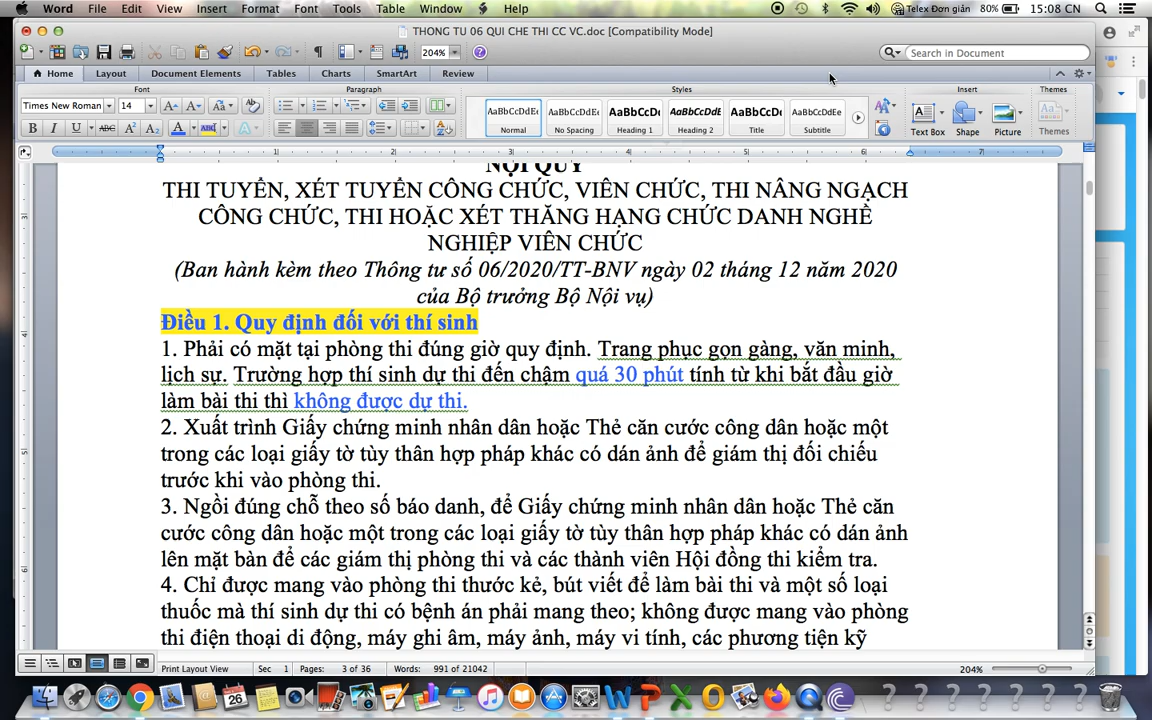 Word File Edit View Insert Format Font Tools Table Window Help
Telex Đơn giản 80% 15:08 CN
THONG TU 06 QUI CHE THI CC VC.doc [Compatibility Mode]
204%
Search in Document
Home Layout Document Elements Tables Charts SmartArt Review
Font Paragraph Styles Insert Themes
Times New Roman 14
AaBbCcDdEe AaBbCcDdEe AaBbCcDd AaBbCcDdE AaBbCcDd AaBbCcDdEe
Normal No Spacing Heading 1 Heading 2 Title Subtitle
Text Box Shape Picture Themes
NỘI QUY
THI TUYỂN, XÉT TUYỂN CÔNG CHỨC, VIÊN CHỨC, THI NÂNG NGẠCH
CÔNG CHỨC, THI HOẶC XÉT THĂNG HẠNG CHỨC DANH NGHỀ
NGHIỆP VIÊN CHỨC
(Ban hành kèm theo Thông tư số 06/2020/TT-BNV ngày 02 tháng 12 năm 2020
của Bộ trưởng Bộ Nội vụ)
Điều 1. Quy định đối với thí sinh
1. Phải có mặt tại phòng thi đúng giờ quy định. Trang phục gọn gàng, văn minh,
lịch sự. Trường hợp thí sinh dự thi đến chậm quá 30 phút tính từ khi bắt đầu giờ
làm bài thi thì không được dự thi.
2. Xuất trình Giấy chứng minh nhân dân hoặc Thẻ căn cước công dân hoặc một
trong các loại giấy tờ tùy thân hợp pháp khác có dán ảnh để giám thị đối chiếu
trước khi vào phòng thi.
3. Ngồi đúng chỗ theo số báo danh, để Giấy chứng minh nhân dân hoặc Thẻ căn
cước công dân hoặc một trong các loại giấy tờ tùy thân hợp pháp khác có dán ảnh
lên mặt bàn để các giám thị phòng thi và các thành viên Hội đồng thi kiểm tra.
4. Chỉ được mang vào phòng thi thước kẻ, bút viết để làm bài thi và một số loại
thuốc mà thí sinh dự thi có bệnh án phải mang theo; không được mang vào phòng
thi điện thoại di động, máy ghi âm, máy ảnh, máy vi tính, các phương tiện kỹ
Print Layout View Sec 1 Pages: 3 of 36 Words: 991 of 21042 204%